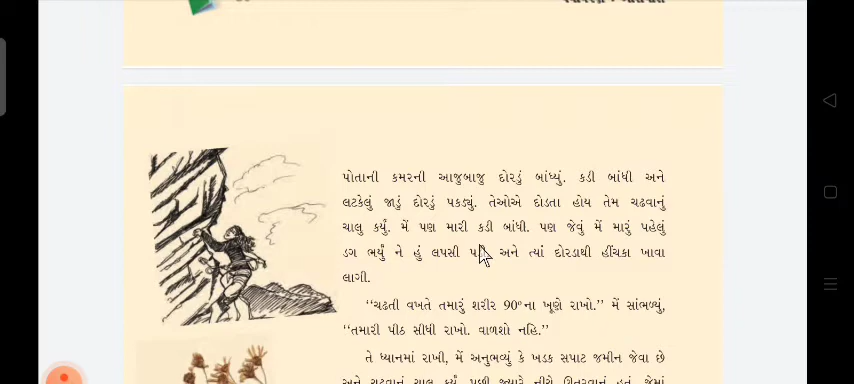 પોતાની કમરની આજુબાજુ દોરડું બાંધ્યું. કડી બાંધી અને
લટકેલું જાડું દોરડું પકડ્યું. તેઓએ દોડતા હોય તેમ ચઢવાનું
ચાલુ કર્યું. મેં પણ મારી કડી બાંધી. પણ જેવું મેં મારું પહેલું
ડગ ભર્યું ને હું લપસી અને ત્યાં દોરડાથી હીંચકા ખાવા
લાગી.
‘‘ચઢતી વખતે તમારું શરીર 90°ના ખૂણે રાખો.’’ મેં સાંભળ્યું,
‘‘તમારી પીઠ સીધી રાખો. વાળશો નહિ.’’
તે ધ્યાનમાં રાખી, મેં અનુભવ્યું કે ખડક સપાટ જમીન જેવા છે